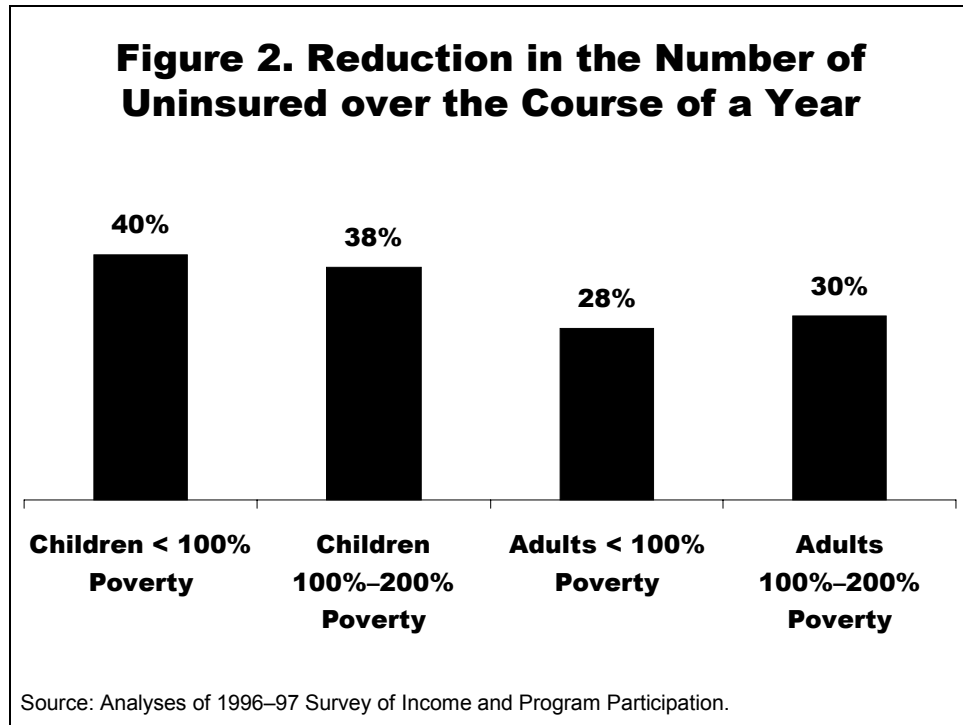 Figure 2. Reduction in the Number of
Uninsured over the Course of a Year
40%
38%
28%
30%
Children < 100%
Poverty
Children
100%–200%
Poverty
Adults < 100%
Poverty
Adults
100%–200%
Poverty
Source: Analyses of 1996–97 Survey of Income and Program Participation.